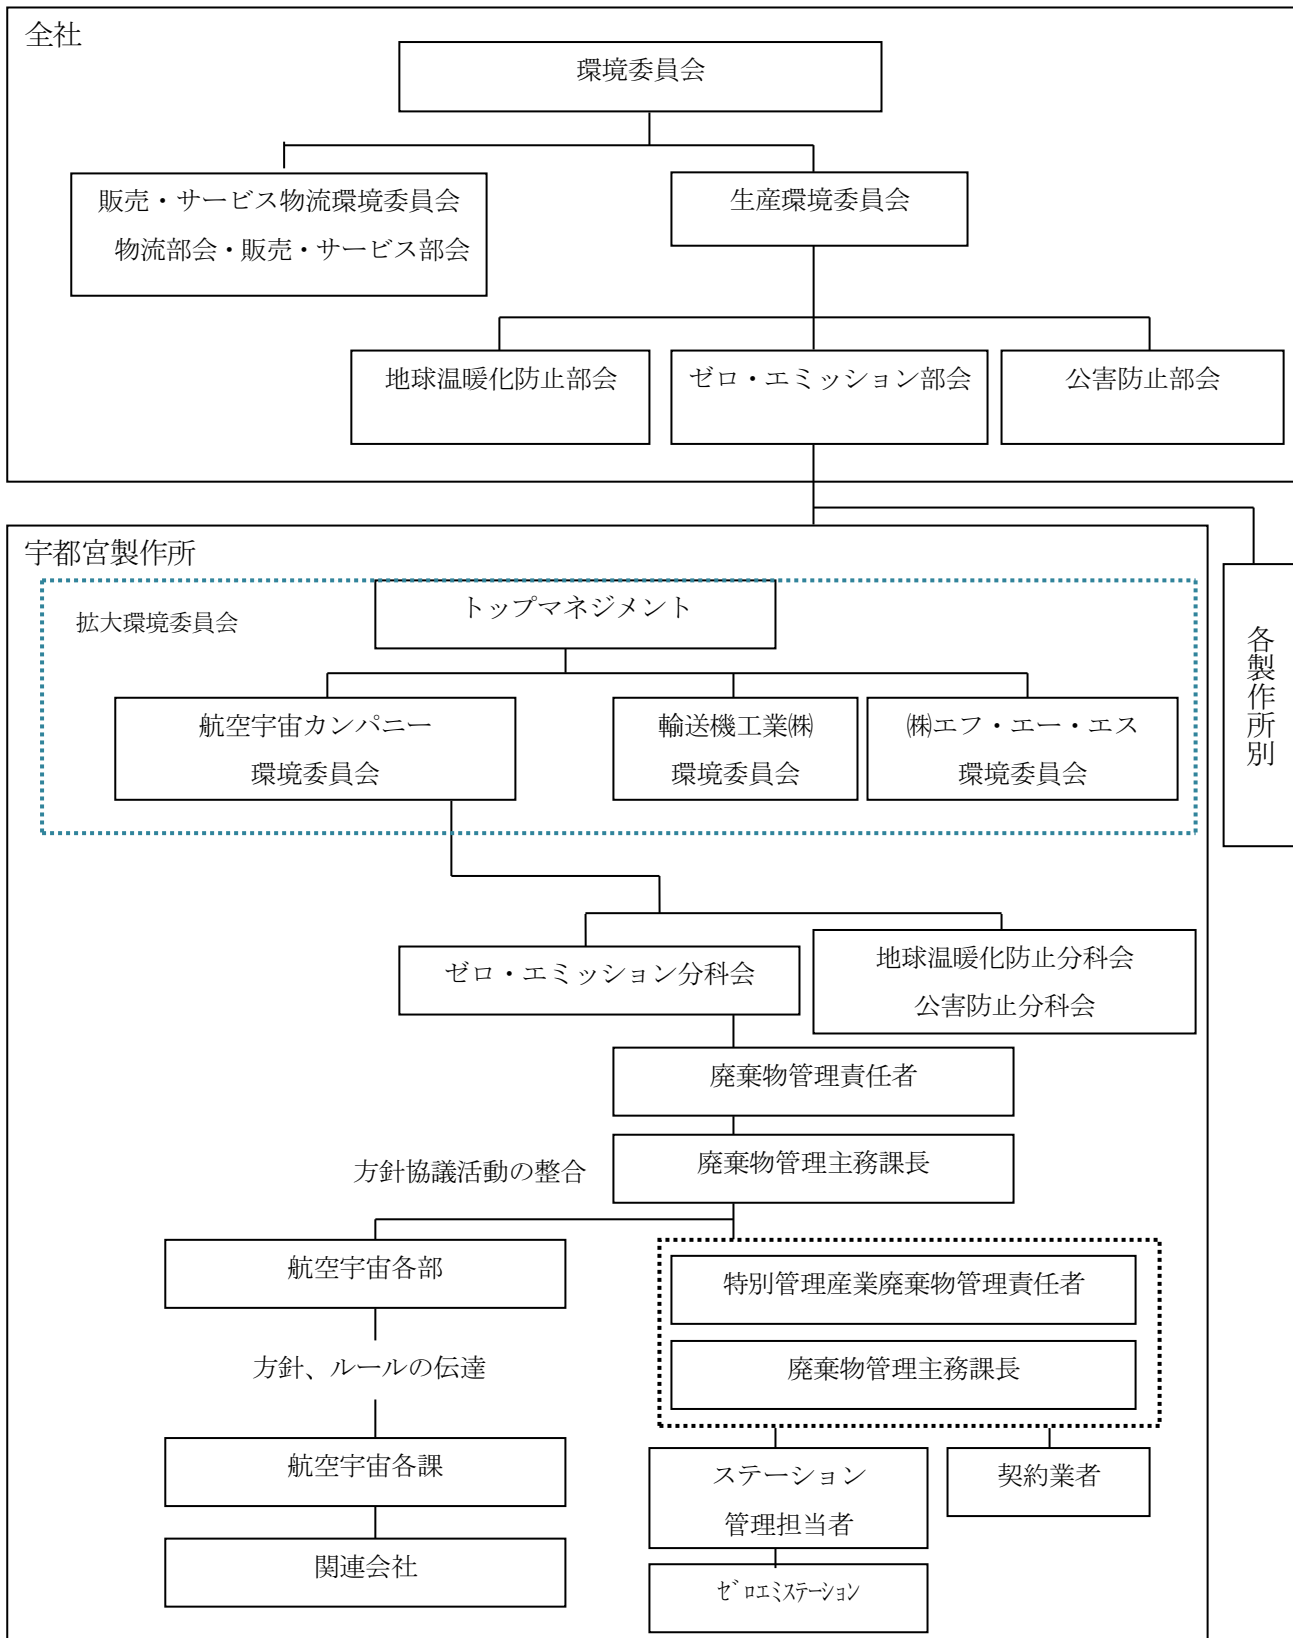 全社
環境委員会
販売・サービス物流環境委員会
物流部会・販売・サービス部会
生産環境委員会
地球温暖化防止部会
ゼロ・エミッション部会
公害防止部会
宇都宮製作所
拡大環境委員会
トップマネジメント
各製作所別
航空宇宙カンパニー
環境委員会
輸送機工業㈱
環境委員会
㈱エフ・エー・エス
環境委員会
ゼロ・エミッション分科会
地球温暖化防止分科会
公害防止分科会
廃棄物管理責任者
方針協議活動の整合
廃棄物管理主務課長
航空宇宙各部
特別管理産業廃棄物管理責任者
方針、ルールの伝達
廃棄物管理主務課長
航空宇宙各課
ステーション
管理担当者
契約業者
関連会社
ｾﾞﾛｴﾐｽﾃｰｼｮﾝ